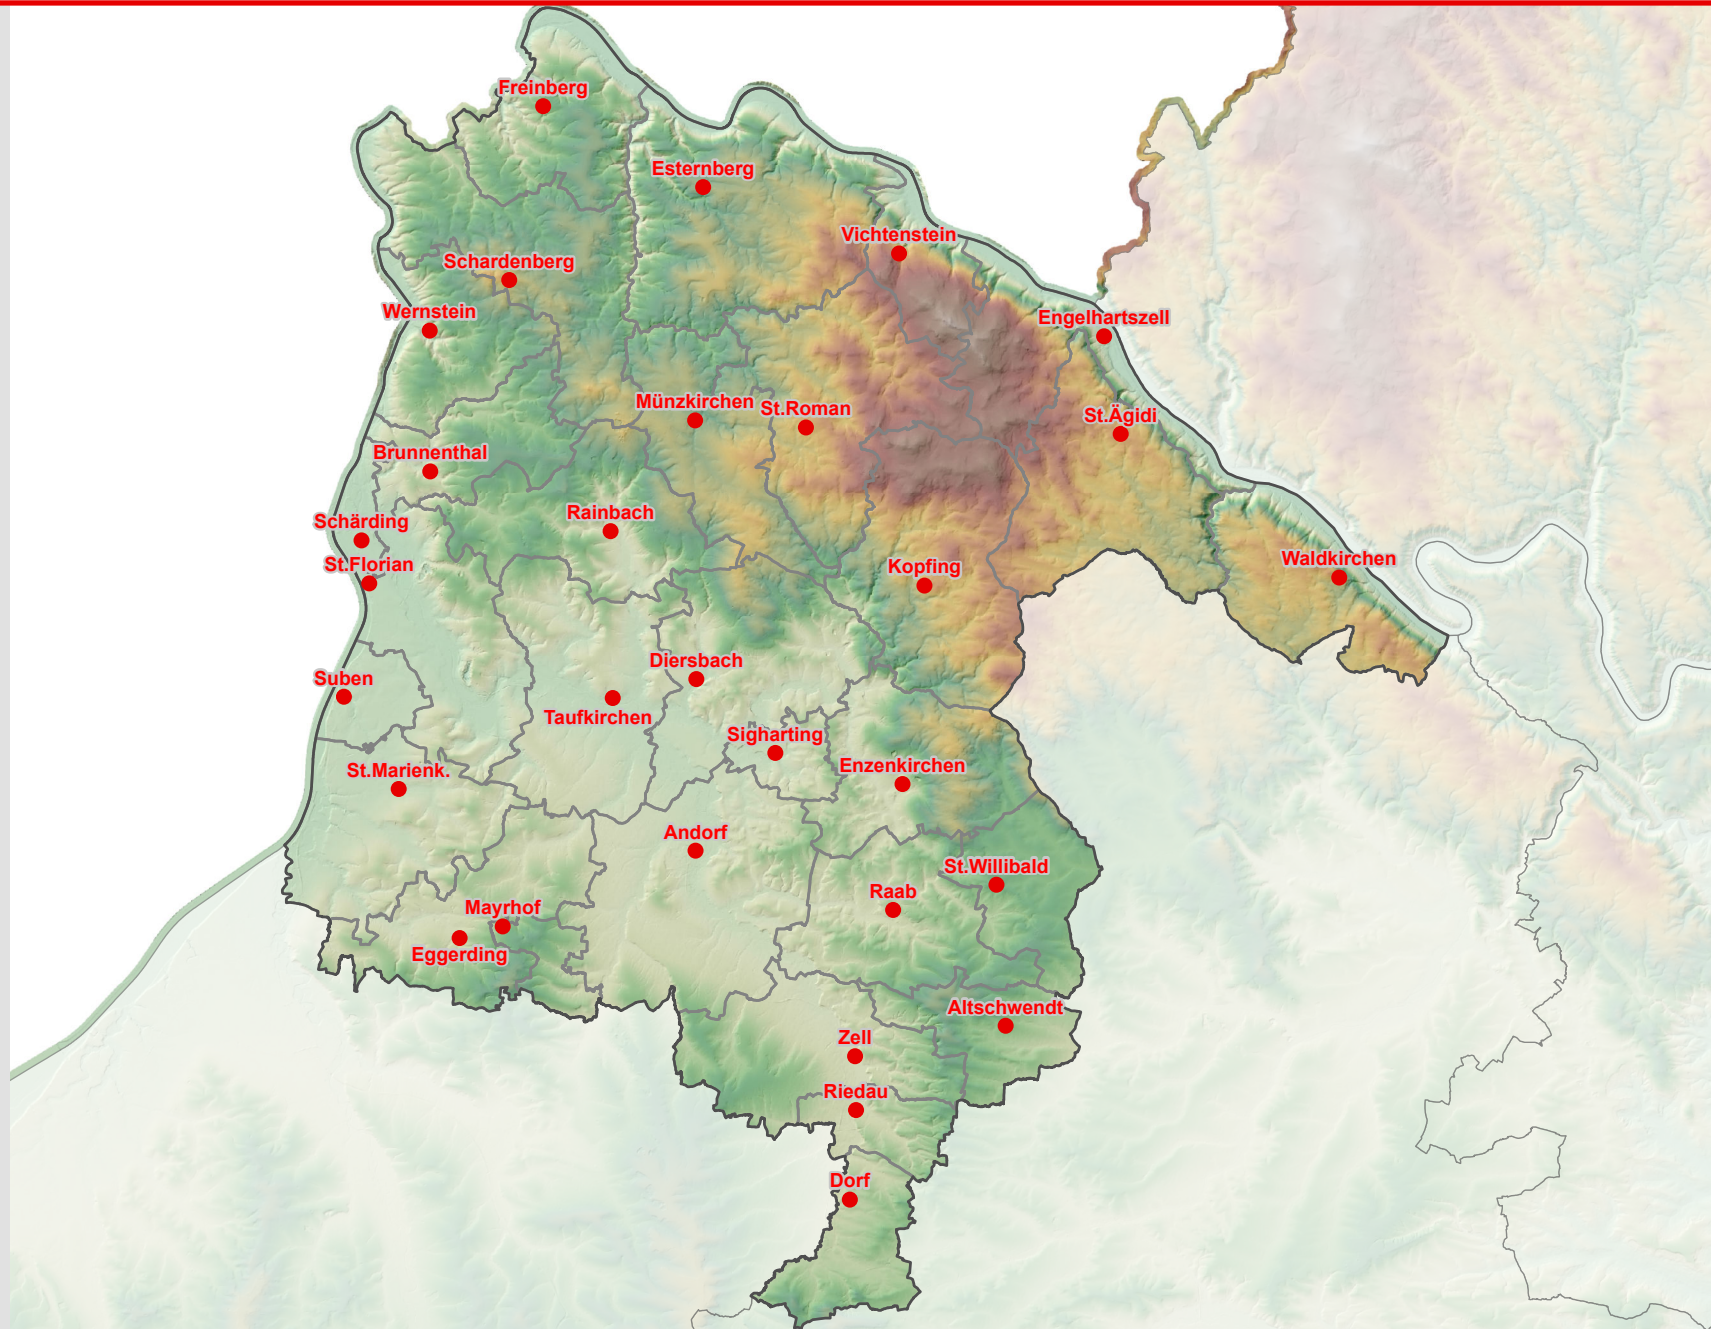 Freinberg
Esternberg
Vichtenstein
Schardenberg
Wernstein
Engelhartszell
Münzkirchen
St.Roman
St.Ägidi
Brunnenthal
Rainbach
Schärding
St.Florian
Kopfing
Waldkirchen
Diersbach
Suben
Taufkirchen
Sigharting
Enzenkirchen
St.Marienk.
Andorf
St.Willibald
Raab
Mayrhof
Eggerding
Altschwendt
Zell
Riedau
Dorf